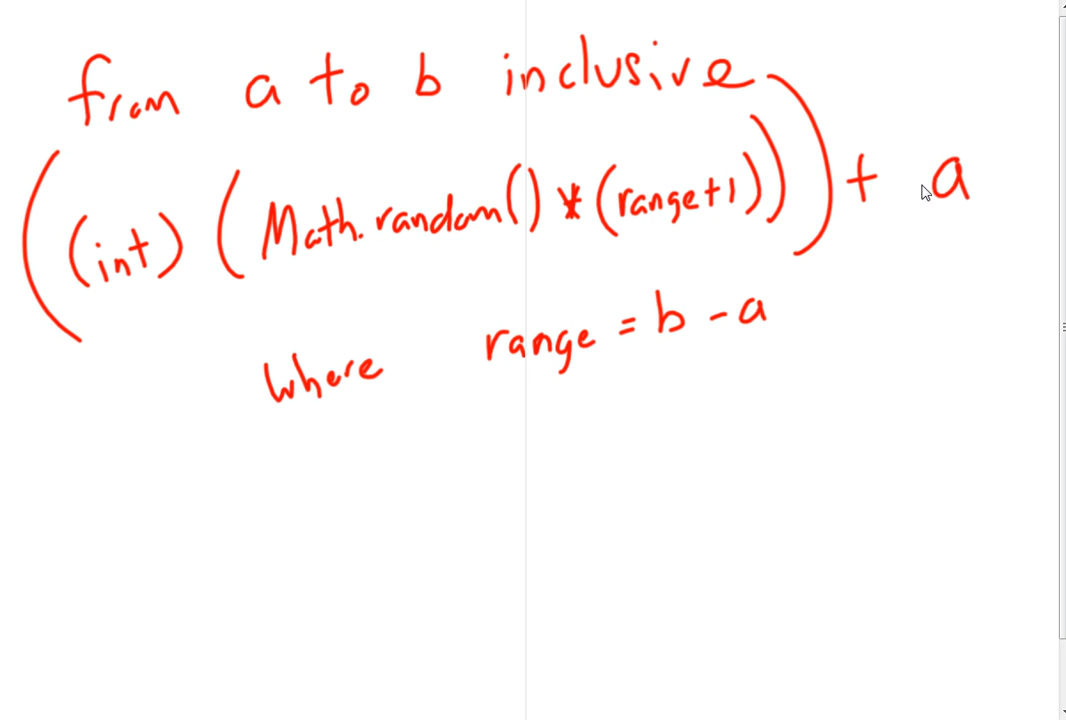 from a to b inclusive
((int) (Math.random() * (range+1))) + a
where range = b - a